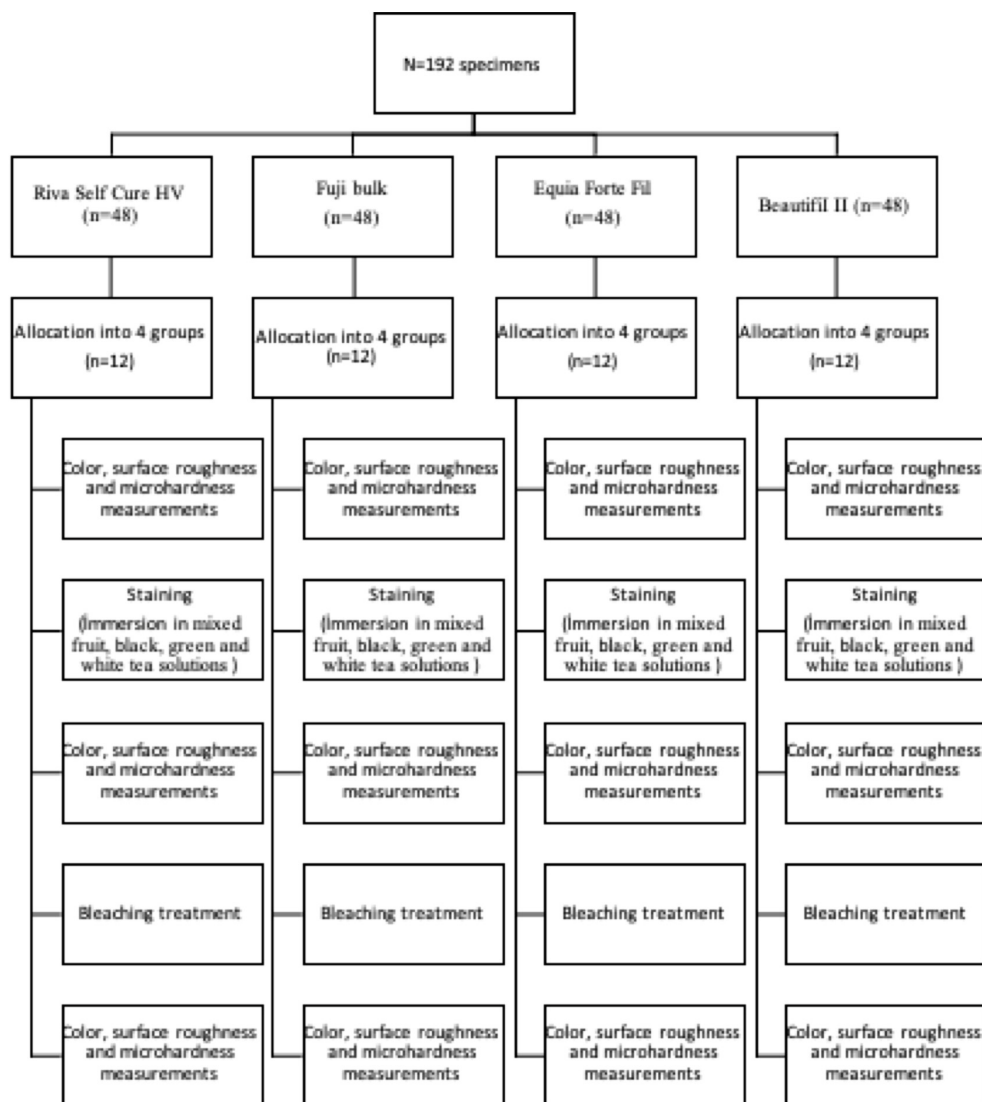 N=192 specimens
Riva Self Cure HV
(n=48)
Fuji bulk
(n=48)
Equia Forte Fil
(n=48)
Beautifil II (n=48)
Allocation into 4 groups
(n=12)
Allocation into 4 groups
(n=12)
Allocation into 4 groups
(n=12)
Allocation into 4 groups
(n=12)
Color, surface roughness
and microhardness
measurements
Color, surface roughness
and microhardness
measurements
Color, surface roughness
and microhardness
measurements
Color, surface roughness
and microhardness
measurements
Staining
(İmmersion in mixed
fruit, black, green and
white tea solutions )
Staining
(İmmersion in mixed
fruit, black, green and
white tea solutions )
Staining
(İmmersion in mixed
fruit, black, green and
white tea solutions )
Staining
(İmmersion in mixed
fruit, black, green and
white tea solutions )
Color, surface roughness
and microhardness
measurements
Color, surface roughness
and microhardness
measurements
Color, surface roughness
and microhardness
measurements
Color, surface roughness
and microhardness
measurements
Bleaching treatment
Bleaching treatment
Bleaching treatment
Bleaching treatment
Color, surface roughness
and microhardness
measurements
Color, surface roughness
and microhardness
measurements
Color, surface roughness
and microhardness
measurements
Color, surface roughness
and microhardness
measurements